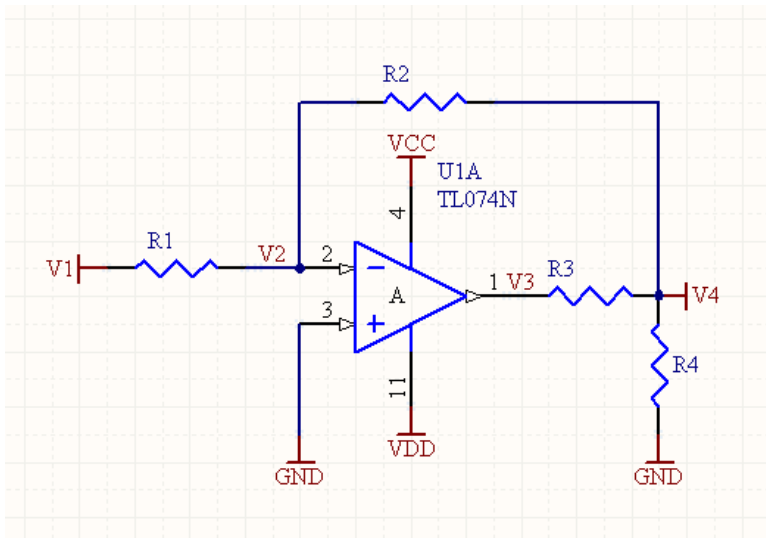 R2
VCC
U1A
TL074N
4
R1
V1
V2
2
A
1
V3
R3
V4
3
R4
11
VDD
GND
GND